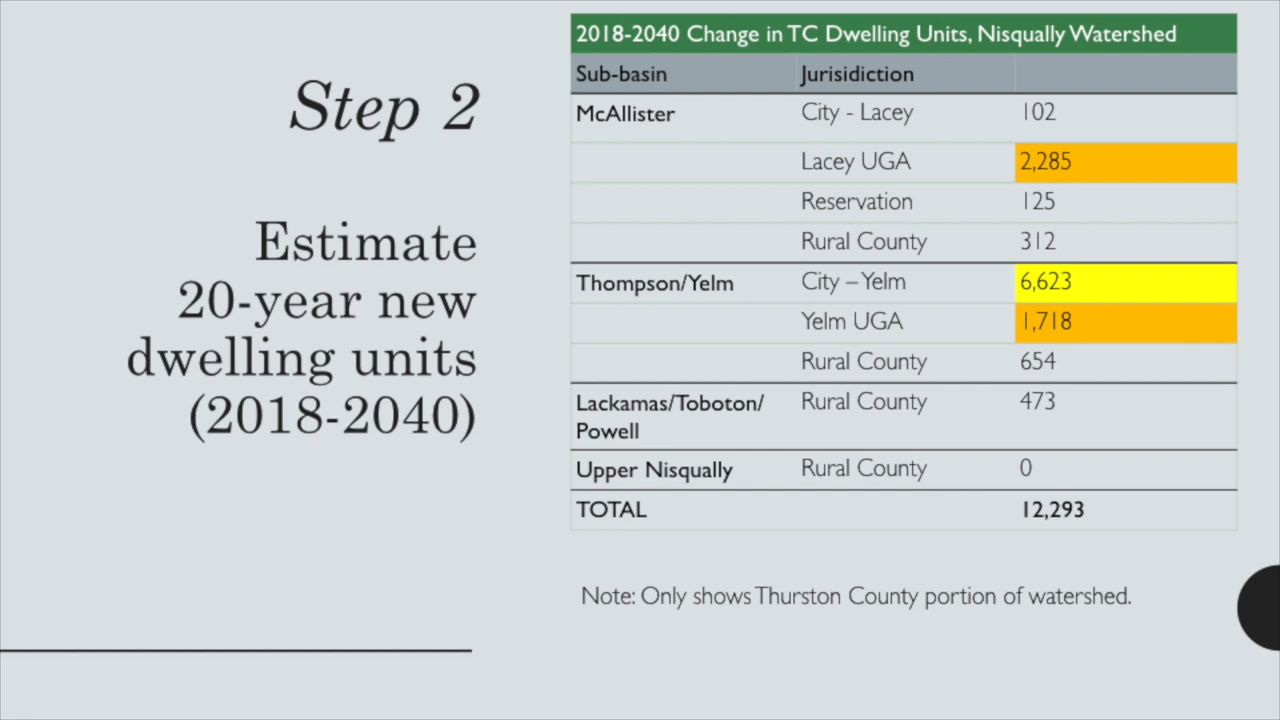 Step 2
Estimate
20-year new
dwelling units
(2018-2040)
2018-2040 Change in TC Dwelling Units, Nisqually Watershed
Sub-basin Jurisidiction
McAllister City - Lacey 102
Lacey UGA 2,285
Reservation 125
Rural County 312
Thompson/Yelm City – Yelm 6,623
Yelm UGA 1,718
Rural County 654
Lackamas/Toboton/ Rural County 473
Powell
Upper Nisqually Rural County 0
TOTAL 12,293
Note: Only shows Thurston County portion of watershed.